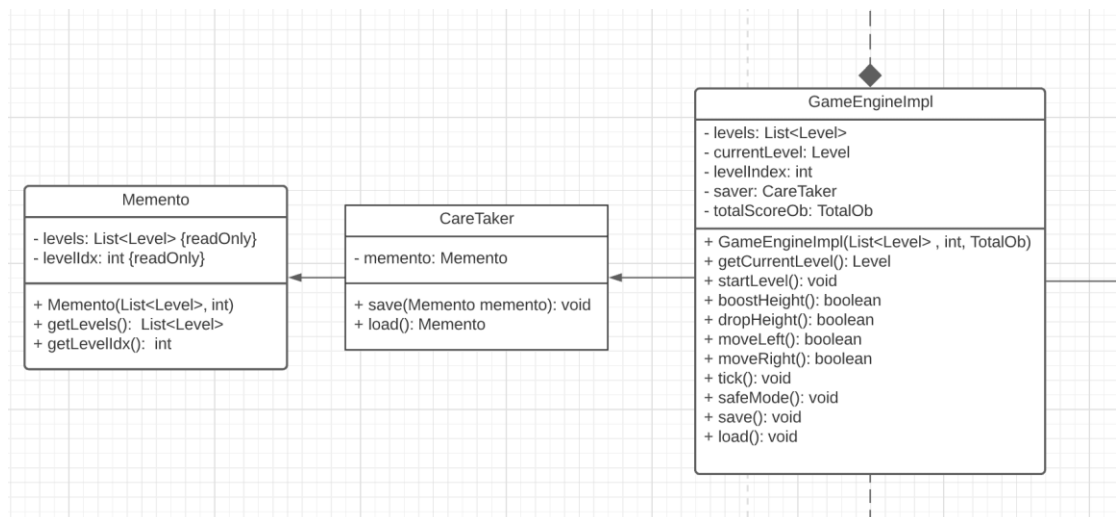 Memento
- levels: List<Level> {readOnly}
- levelIdx: int {readOnly}
+ Memento(List<Level>, int)
+ getLevels():  List<Level>
+ getLevelIdx():  int
CareTaker
- memento: Memento
+ save(Memento memento): void
+ load(): Memento
GameEngineImpl
- levels: List<Level>
- currentLevel: Level
- levelIndex: int
- saver: CareTaker
- totalScoreOb: TotalOb
+ GameEngineImpl(List<Level> , int, TotalOb)
+ getCurrentLevel(): Level
+ startLevel(): void
+ boostHeight(): boolean
+ dropHeight(): boolean
+ moveLeft(): boolean
+ moveRight(): boolean
+ tick(): void
+ safeMode(): void
+ save(): void
+ load(): void